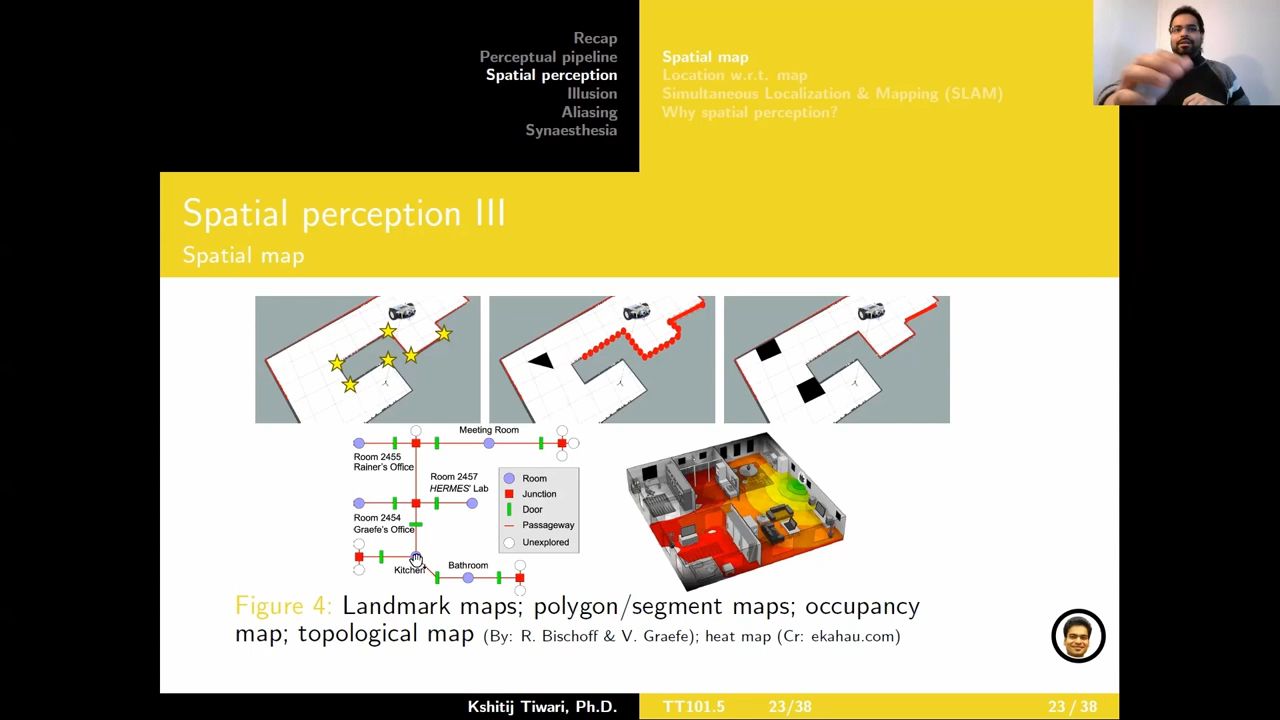 Recap
Perceptual pipeline
Spatial perception
Illusion
Aliasing
Synaesthesia
Spatial map
Location w.r.t. map
Simultaneous Localization & Mapping (SLAM)
Why spatial perception?
Spatial perception III
Spatial map
Meeting Room
Room 2455
Rainer's Office
Room 2457
HERMES' Lab
Room 2454
Graefe's Office
Kitchen
Bathroom
Room
Junction
Door
Passageway
Unexplored
Figure 4: Landmark maps; polygon/segment maps; occupancy
map; topological map (By: R. Bischoff & V. Graefe); heat map (Cr: ekahau.com)
Kshitij Tiwari, Ph.D.
TT101.5
23/38
23 / 38